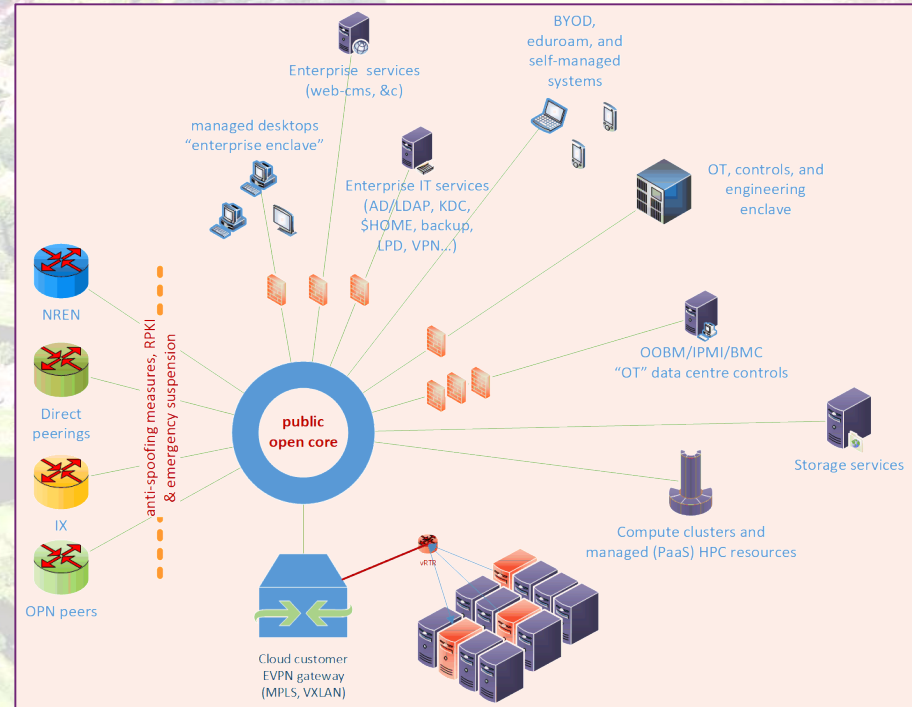 BYOD,
eduroam, and
self-managed
systems
Enterprise services
(web-cms, &c)
managed desktops
“enterprise enclave”
Enterprise IT services
(AD/LDAP, KDC,
$HOME, backup,
LPD, VPN...)
OT, controls, and
engineering
enclave
NREN
OOBM/IPMI/BMC
“OT” data centre controls
Direct
peerings
anti-spoofing measures, RPKI
& emergency suspension
public
open core
Storage services
IX
Compute clusters and
managed (PaaS) HPC resources
vRTR
OPN peers
Cloud customer
EVPN gateway
(MPLS, VXLAN)